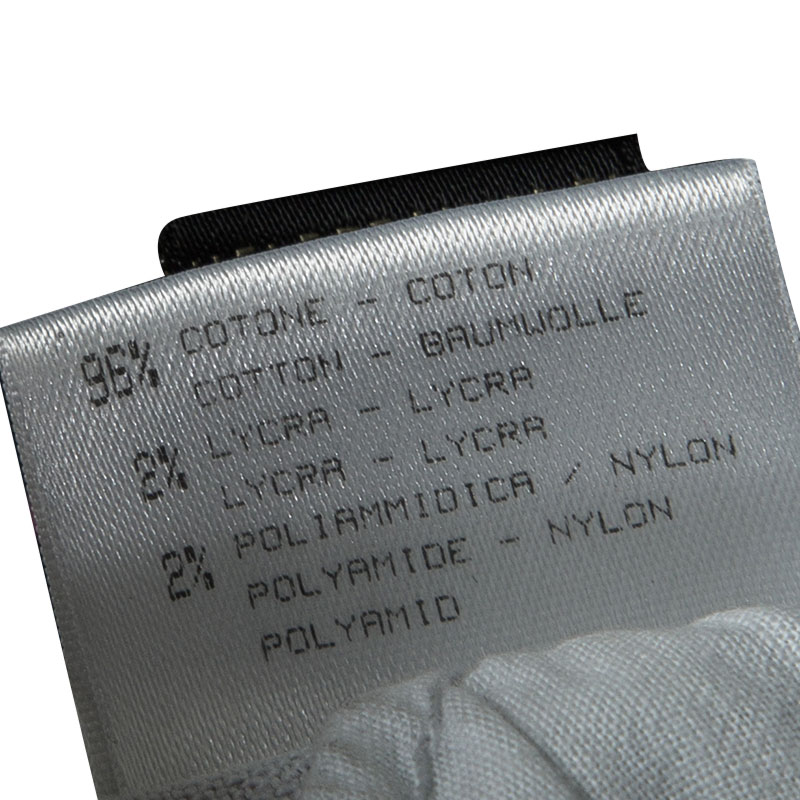 96% COTONE - COTON
COTTON - BAUMWOLLE
2% LYCRA - LYCRA
LYCRA - LYCRA
2% POLIAMMIDICA / NYLON
POLYAMIDE - NYLON
POLYAMID